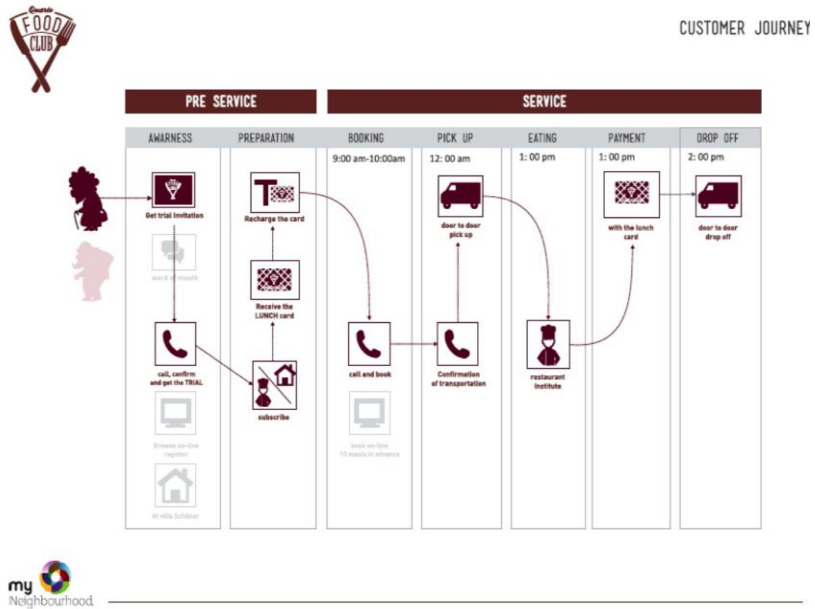 FOOD
CLUB
CUSTOMER JOURNEY
PRE SERVICE
SERVICE
AWARNESS
PREPARATION
BOOKING
PICK UP
EATING
PAYMENT
DROP OFF
9:00 am-10:00am
12: 00 am
1: 00 pm
1: 00 pm
2: 00 pm
Get trial invitation
Recharge the card
door to door
pick up
with the lunch
card
door to door
drop off
word of mouth
Receive the
LUNCH card
call, confirm
and get the TRIAL
subscribe
call and book
Confirmation
of transportation
restaurant
institute
Browse on-line
register
book on-line
10 meals in advance
my
Neighbourhood